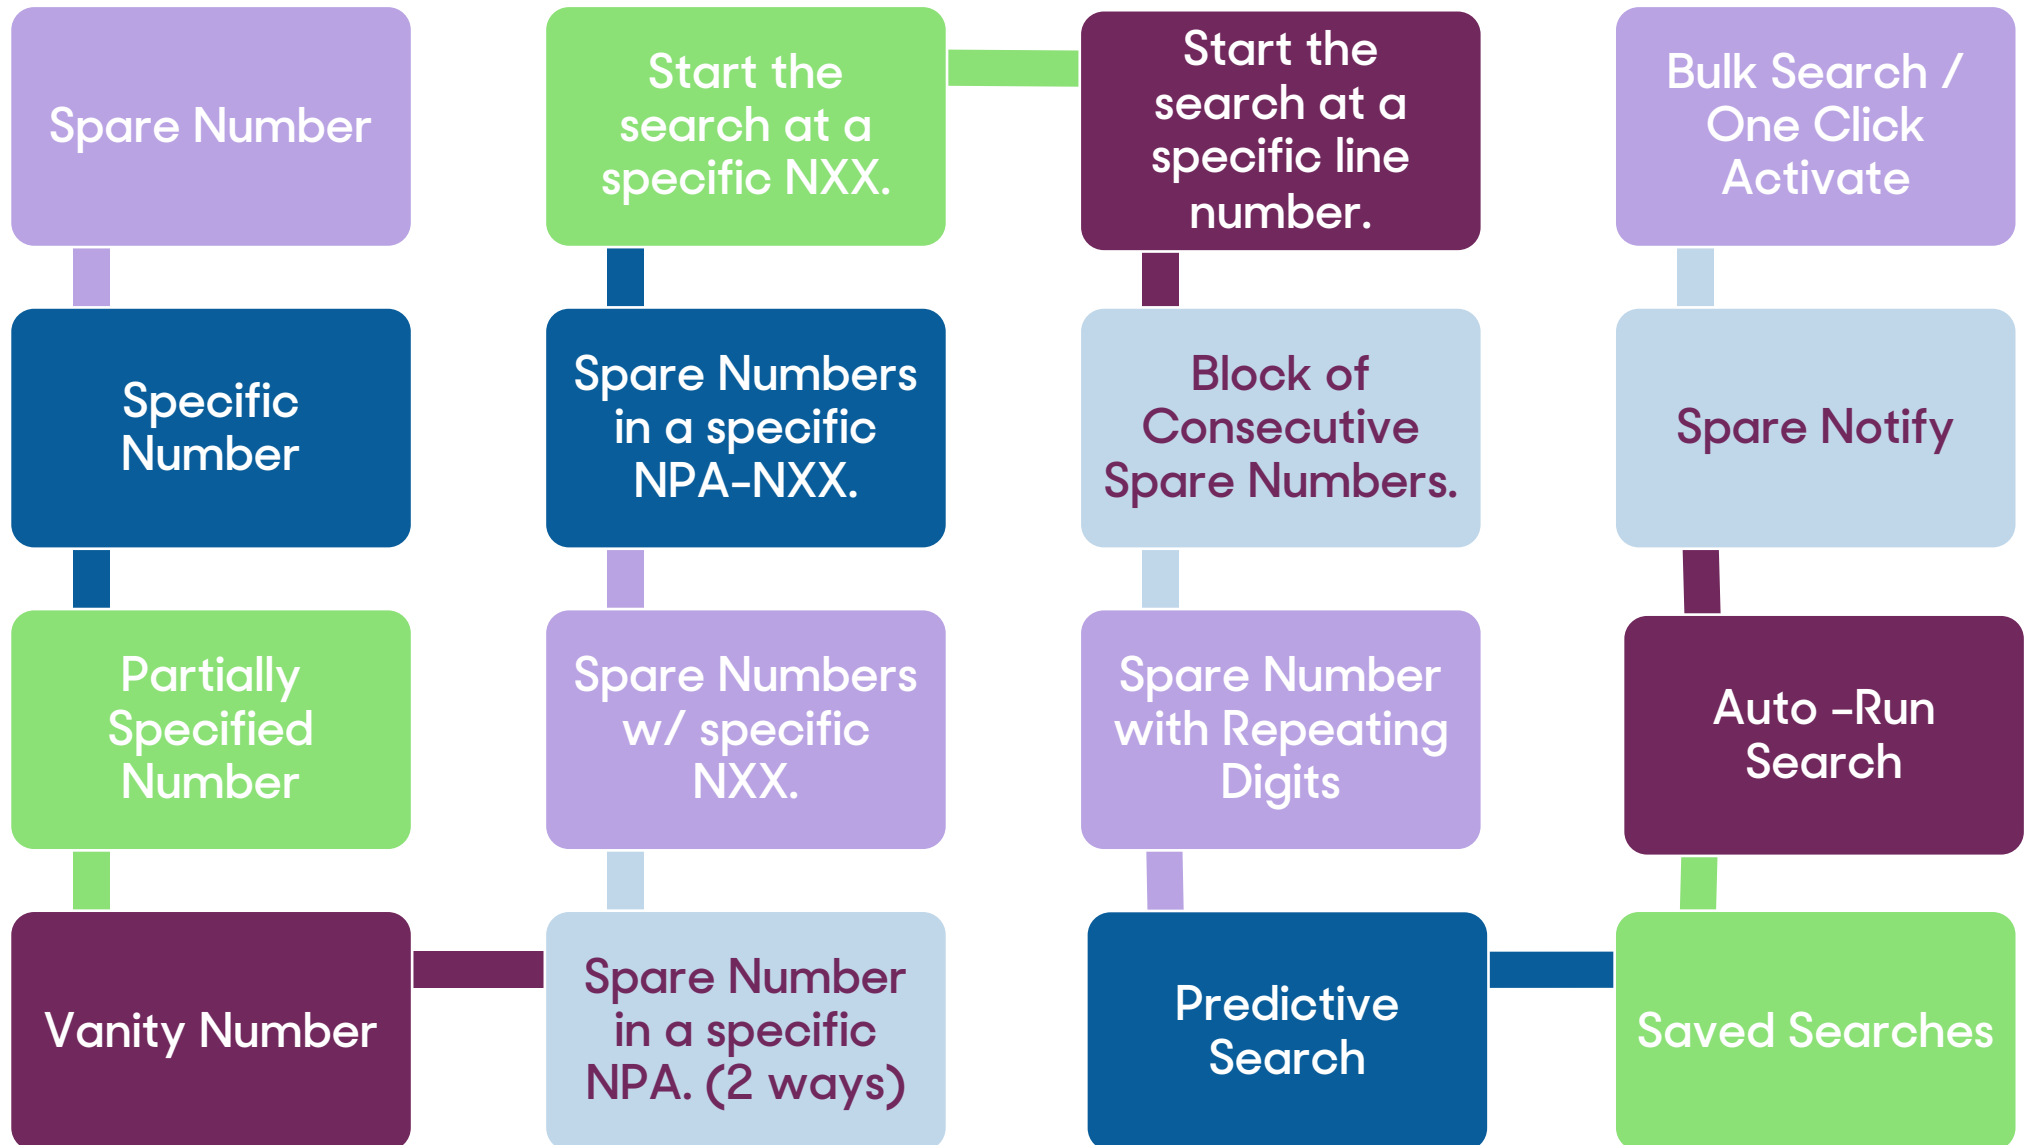 Spare Number
Specific
Number
Partially
Specified
Number
Vanity Number
Spare Number
in a specific
NPA. (2 ways)
Spare Numbers
w/ specific
NXX.
Spare Numbers
in a specific
NPA-NXX.
Start the
search at a
specific NXX.
Start the
search at a
specific line
number.
Block of
Consecutive
Spare Numbers.
Spare Number
with Repeating
Digits
Predictive
Search
Saved Searches
Auto -Run
Search
Spare Notify
Bulk Search /
One Click
Activate